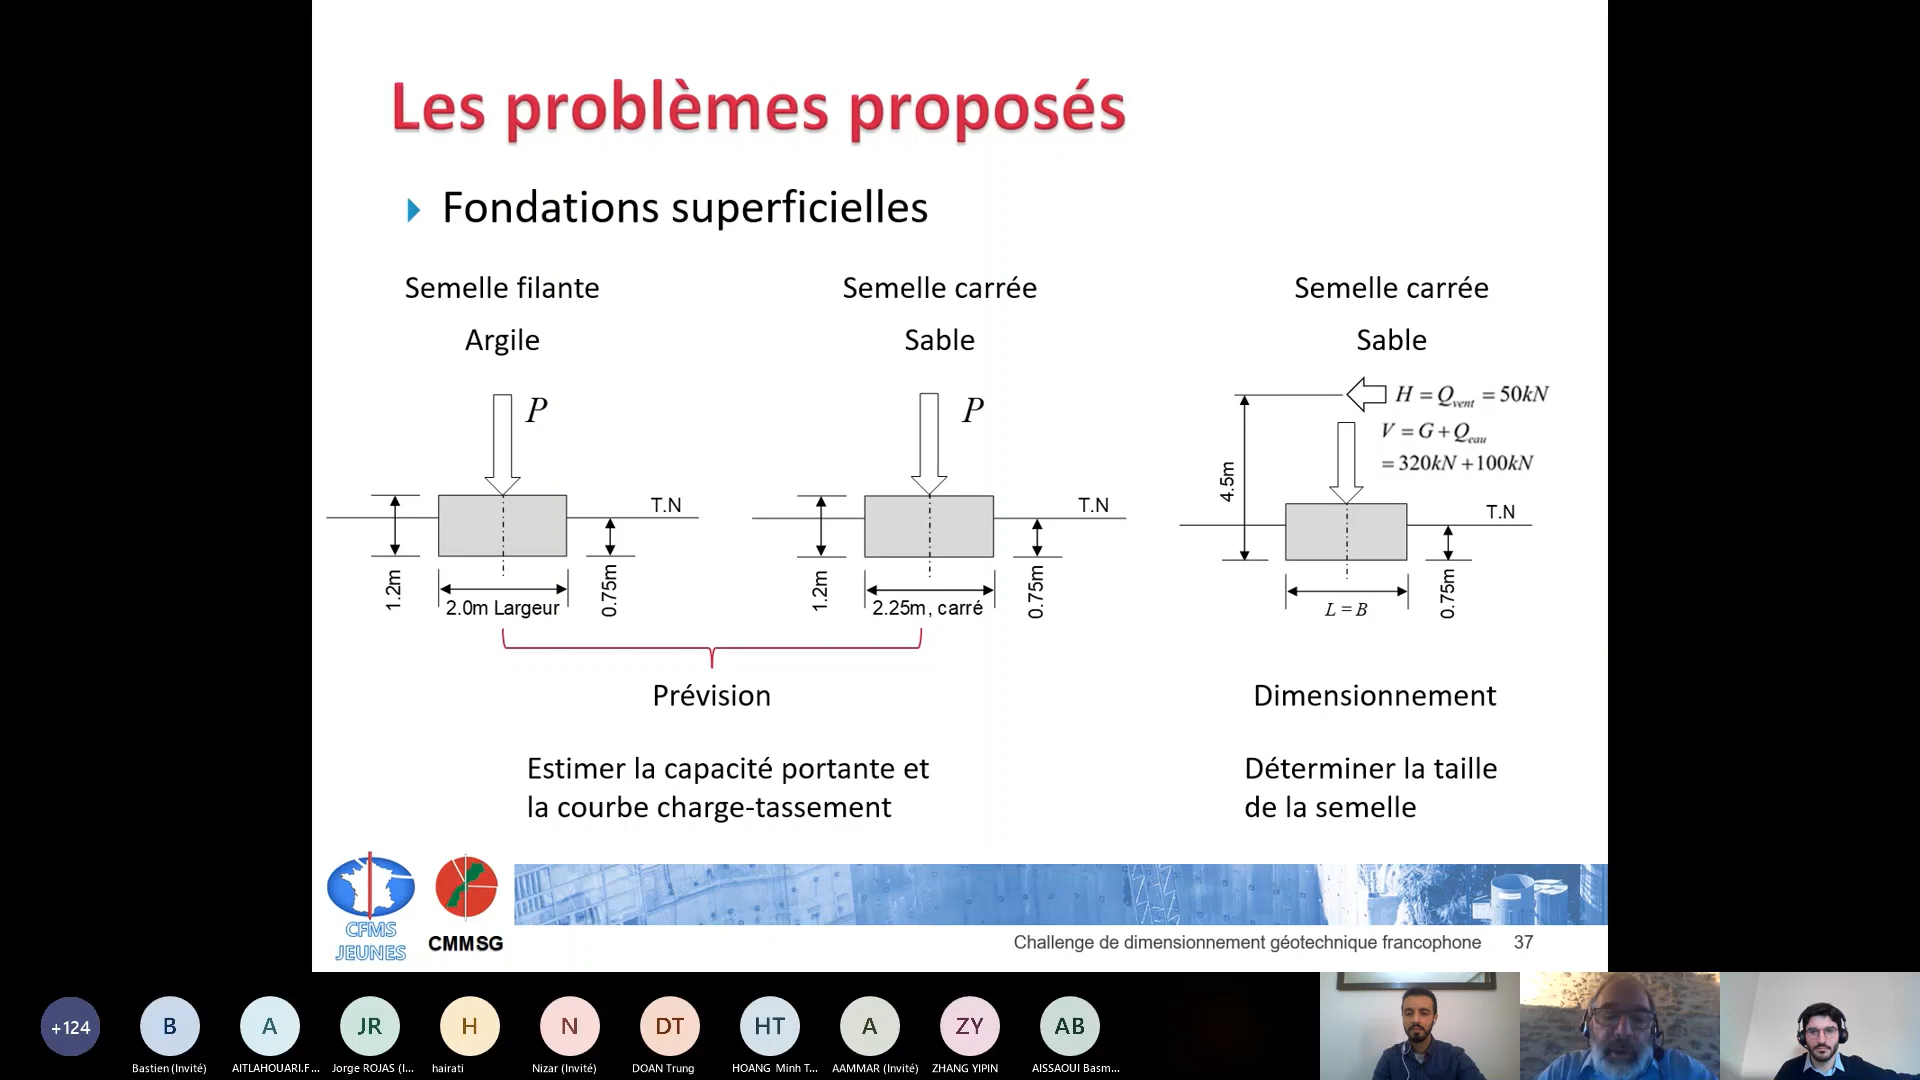 Les problèmes proposés
Fondations superficielles
Semelle filante
Argile
P
T.N
1.2m
2.0m Largeur
0.75m
Semelle carrée
Sable
P
T.N
1.2m
2.25m, carré
0.75m
Semelle carrée
Sable
H = Qvent = 50kN
V = G + Qeau
= 320kN + 100kN
4.5m
T.N
L = B
0.75m
Prévision
Estimer la capacité portante et
la courbe charge-tassement
Dimensionnement
Déterminer la taille
de la semelle
CFMS
JEUNES
CMMSG
Challenge de dimensionnement géotechnique francophone 37
+124
B
A
JR
H
N
DT
HT
A
ZY
AB
Bastien (Invité)
AITLAHOUARI.F...
Jorge ROJAS (I...
hairati
Nizar (Invité)
DOAN Trung
HOANG Minh T...
AAMMAR (Invité)
ZHANG YIPIN
AISSAOUI Basm...